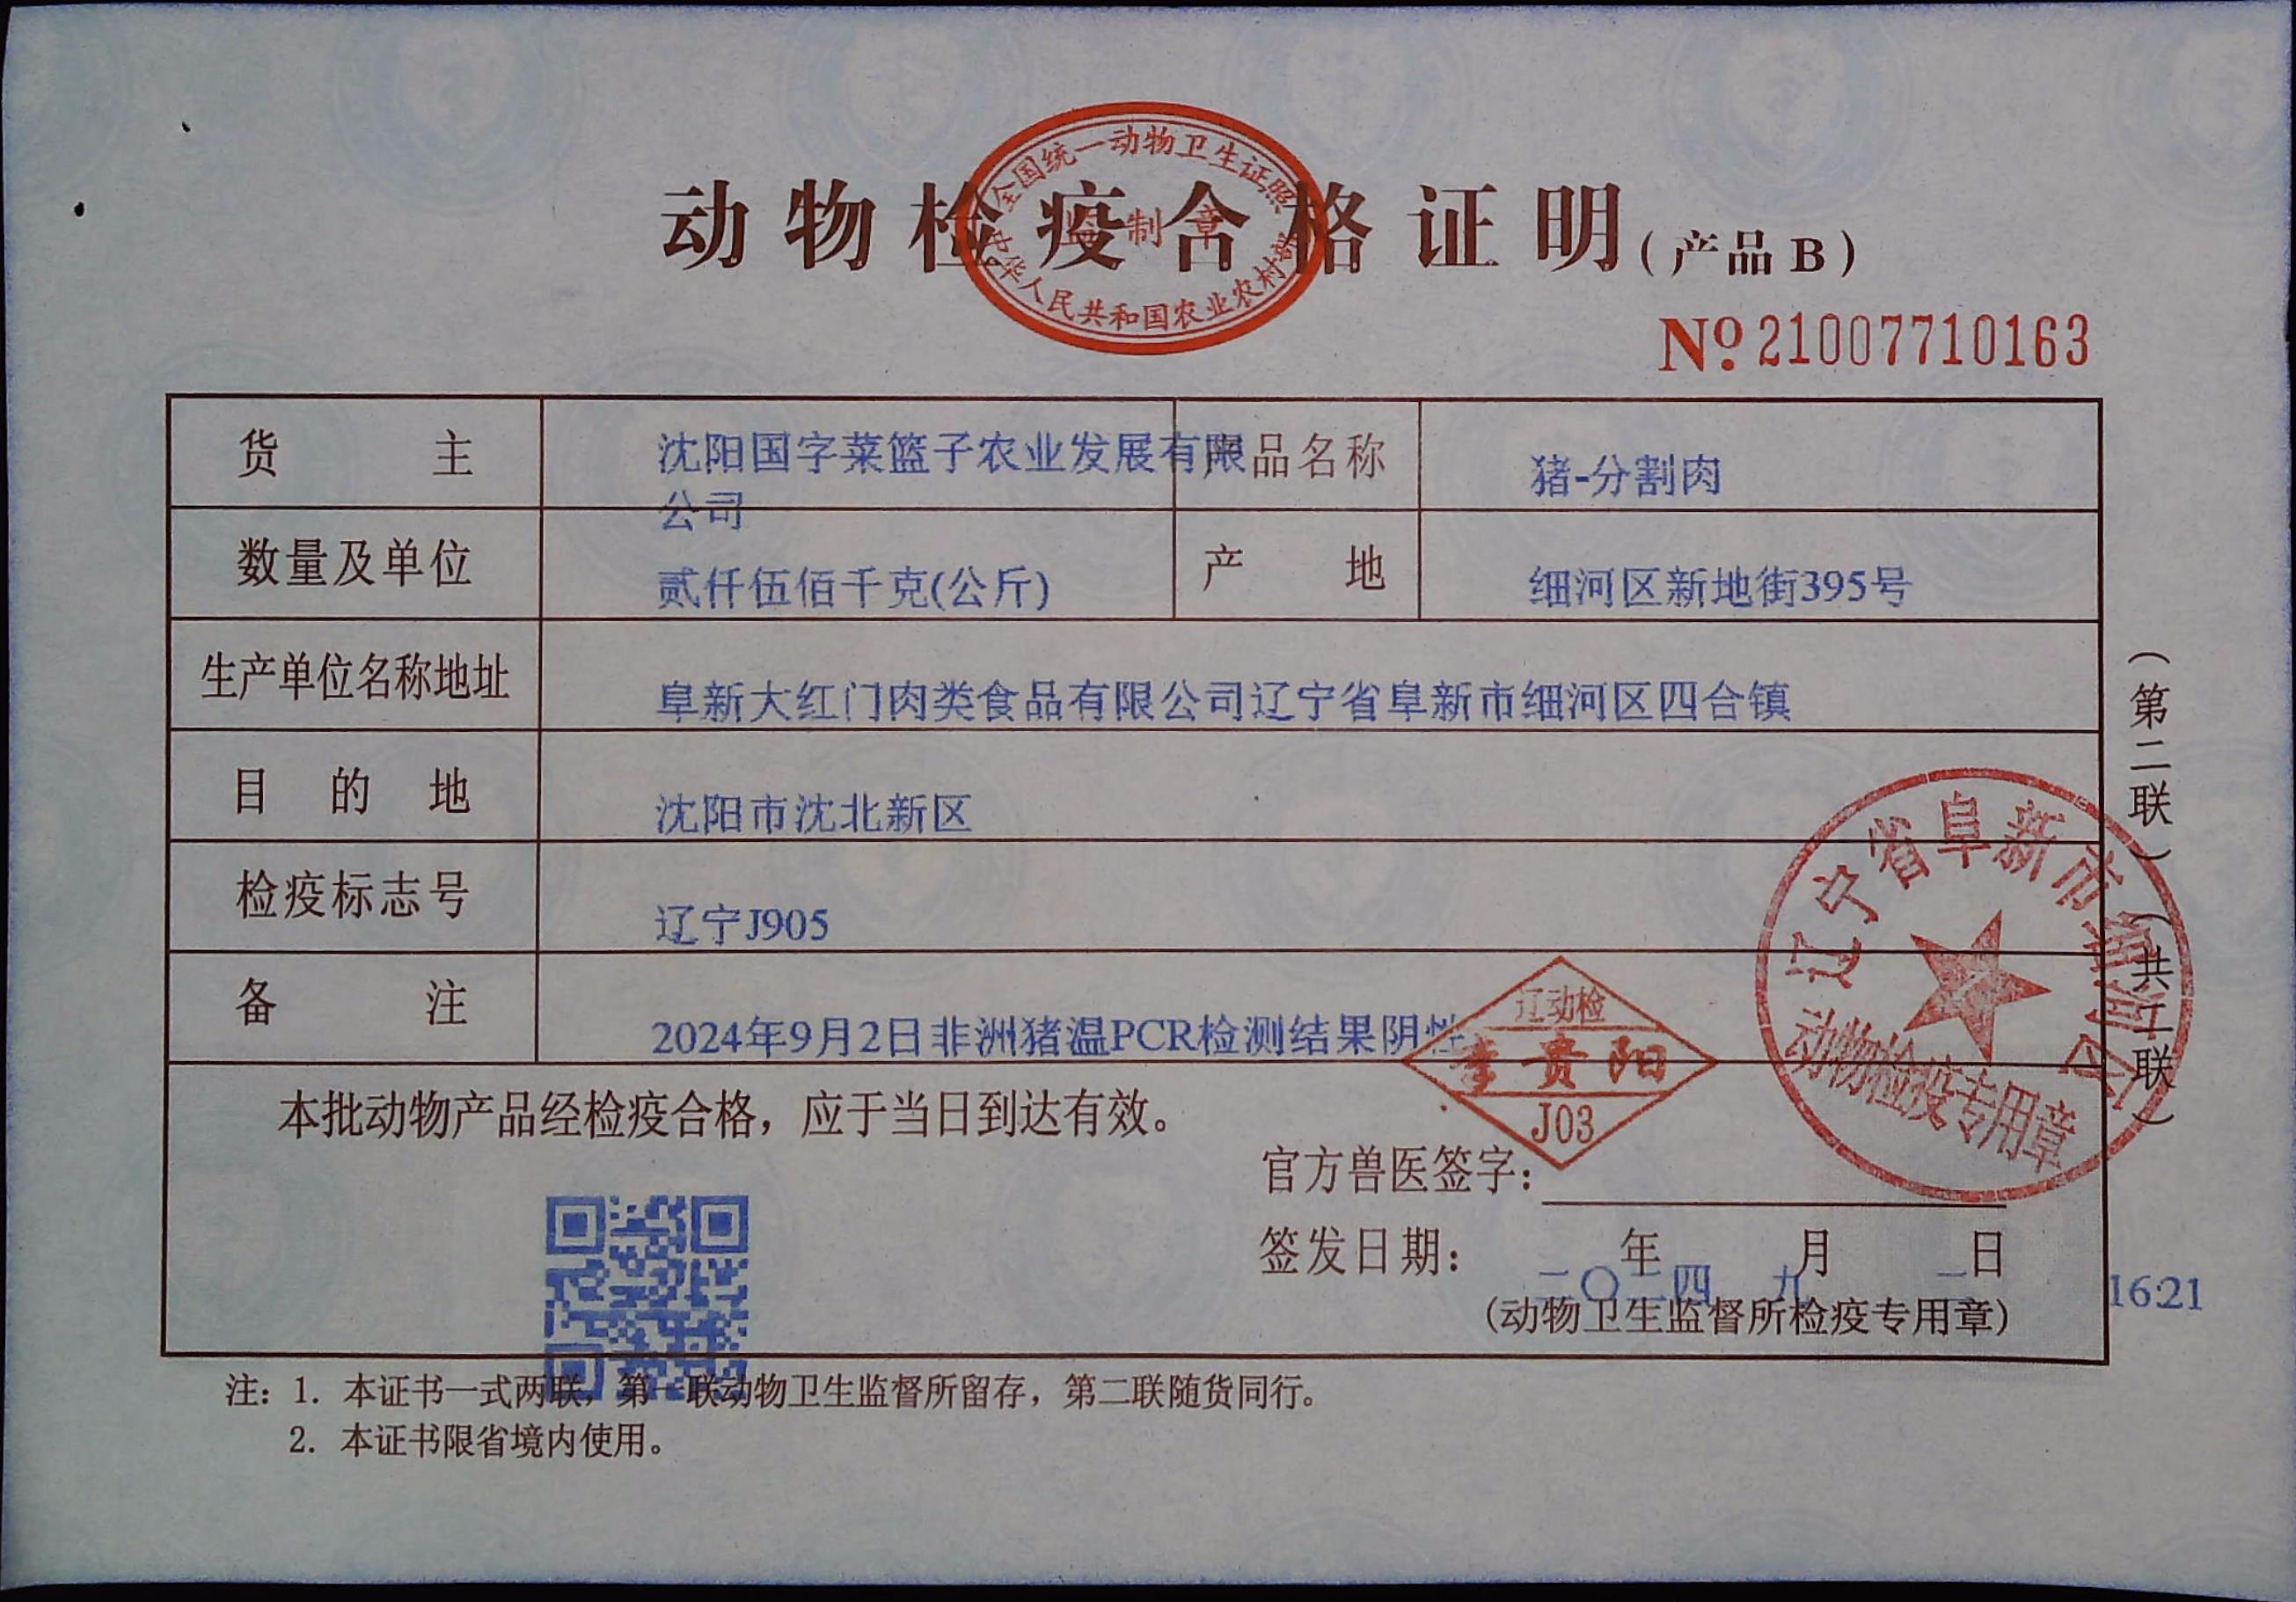 全国统一动物卫生证照
监制章
中华人民共和国农业农村部
动物检疫合格证明(产品B)
№21007710163
货主 沈阳国字菜篮子农业发展有限公司 产品名称 猪-分割肉
数量及单位 贰仟伍佰千克(公斤) 产地 细河区新地街395号
生产单位名称地址 阜新大红门肉类食品有限公司辽宁省阜新市细河区四合镇
目的地 沈阳市沈北新区
检疫标志号 辽宁J905
备注 2024年9月2日非洲猪温PCR检测结果阴性
本批动物产品经检疫合格，应于当日到达有效。
辽动检
贵阳
J03
官方兽医签字：
签发日期： 二〇二四年九月二日 1621
(动物卫生监督所检疫专用章)
辽宁省阜新市
动物检疫专用章
(第二联)
(共二联)
注：1. 本证书一式两联，第一联动物卫生监督所留存，第二联随货同行。
2. 本证书限省境内使用。